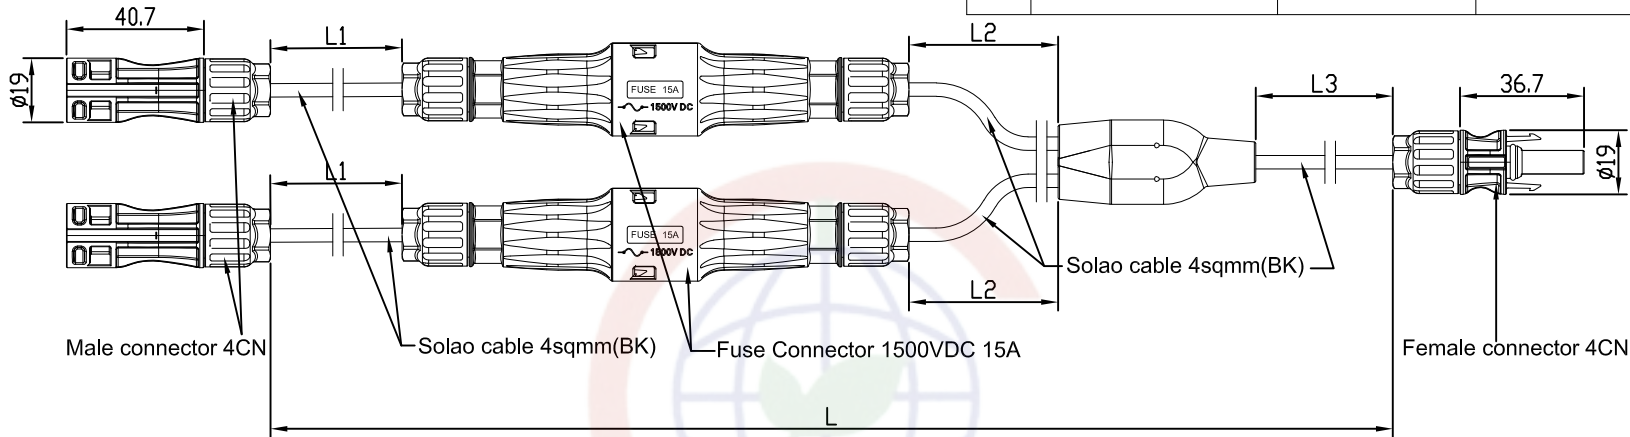 40,7
L1
L2
L3
36,7
ø19
FUSE 15A
1500V DC
ø19
L1
FUSE 15A
1500V DC
Solao cable 4sqmm(BK)
L2
Male connector 4CN
Solao cable 4sqmm(BK)
Fuse Connector 1500VDC 15A
Female connector 4CN
L